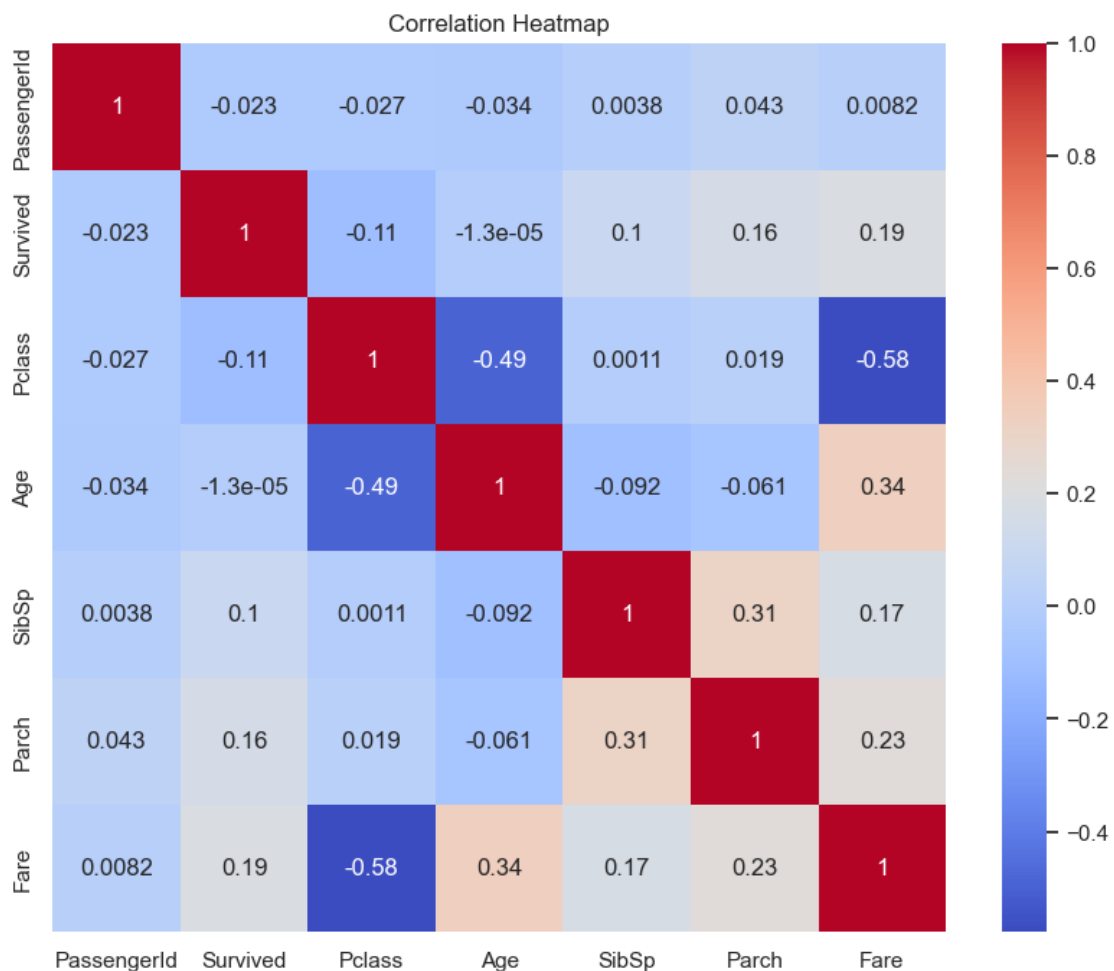 Correlation Heatmap
PassengerId 1 -0.023 -0.027 -0.034 0.0038 0.043 0.0082
Survived -0.023 1 -0.11 -1.3e-05 0.1 0.16 0.19
Pclass -0.027 -0.11 1 -0.49 0.0011 0.019 -0.58
Age -0.034 -1.3e-05 -0.49 1 -0.092 -0.061 0.34
SibSp 0.0038 0.1 0.0011 -0.092 1 0.31 0.17
Parch 0.043 0.16 0.019 -0.061 0.31 1 0.23
Fare 0.0082 0.19 -0.58 0.34 0.17 0.23 1
PassengerId Survived Pclass Age SibSp Parch Fare
1.0
0.8
0.6
0.4
0.2
0.0
−0.2
−0.4